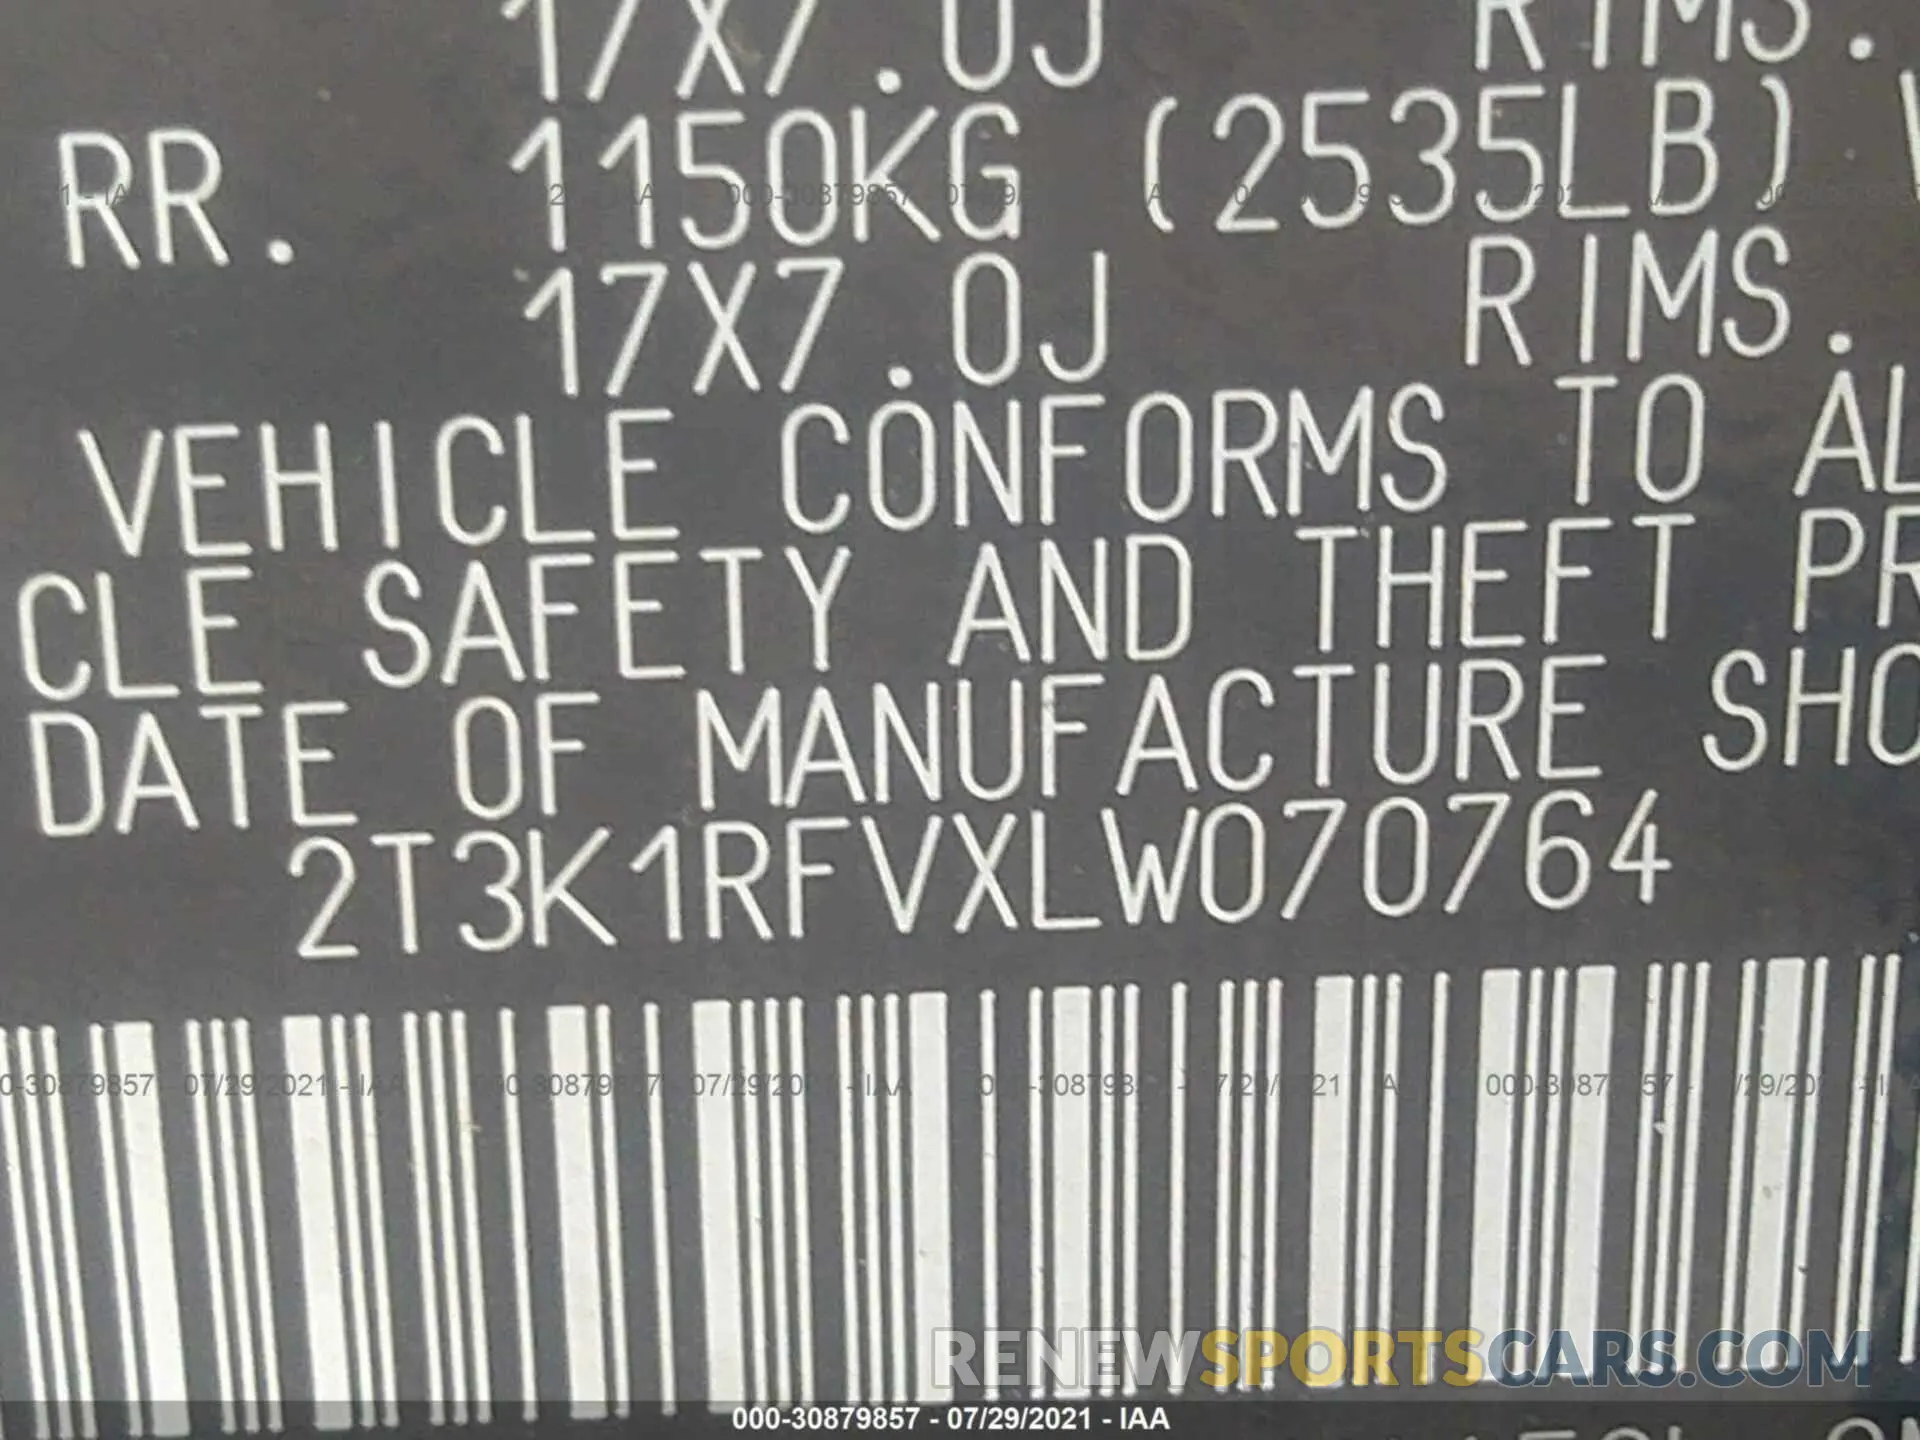 17X7.0J RIMS.
RR. 1150KG (2535LB)
17X7.0J RIMS.
VEHICLE CONFORMS TO AL
CLE SAFETY AND THEFT PR
DATE OF MANUFACTURE SHO
2T3K1RFVXLW070764
RENEWSPORTSCARS.COM
000-30879857 - 07/29/2021 - IAA